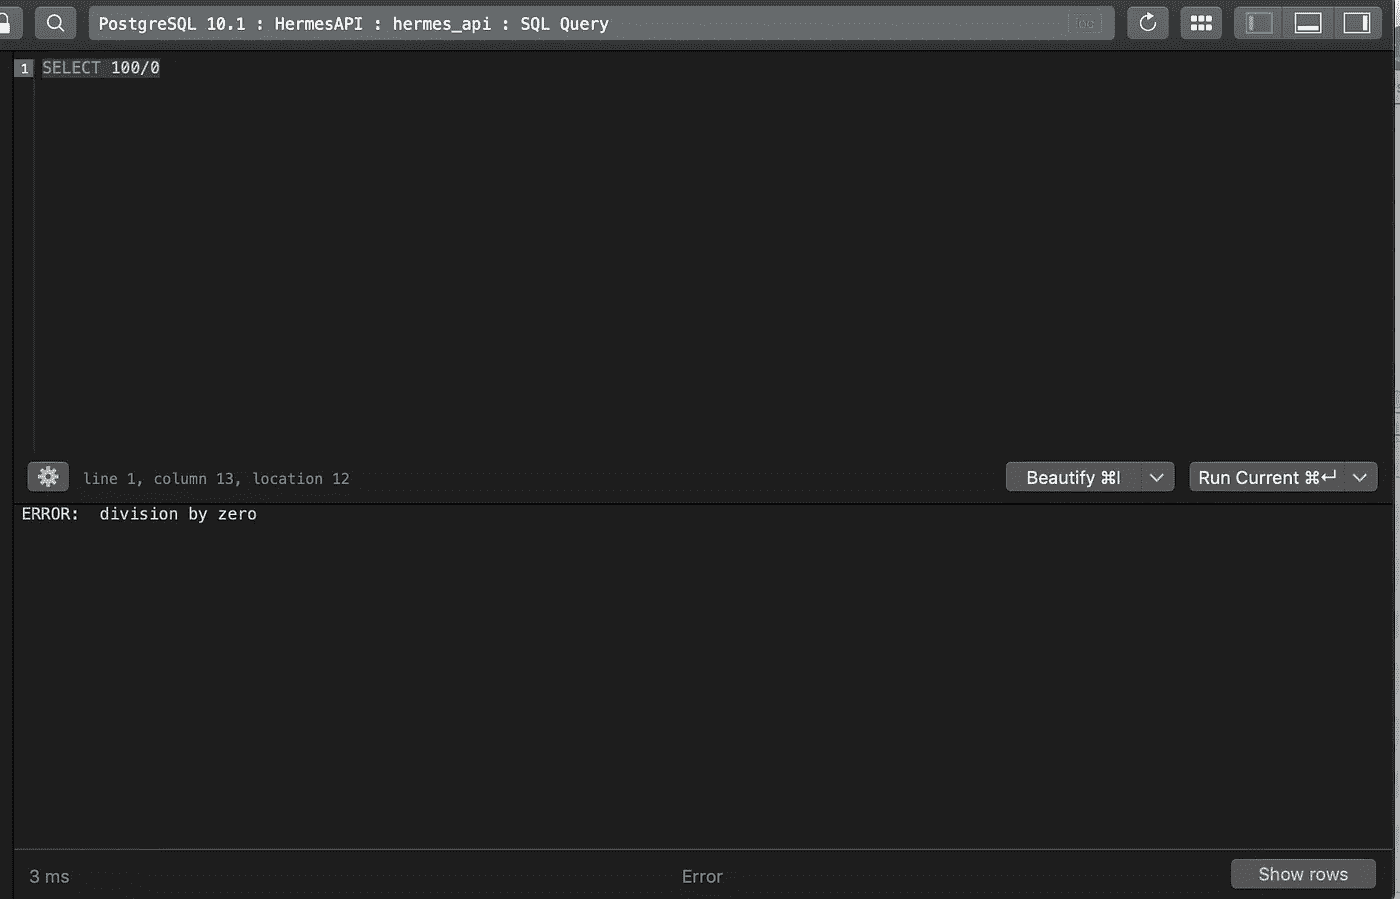 PostgreSQL 10.1 : HermesAPI : hermes_api : SQL Query
1 SELECT 100/0
line 1, column 13, location 12
Beautify ⌘I
Run Current ⌘↵
ERROR:  division by zero
3 ms
Error
Show rows